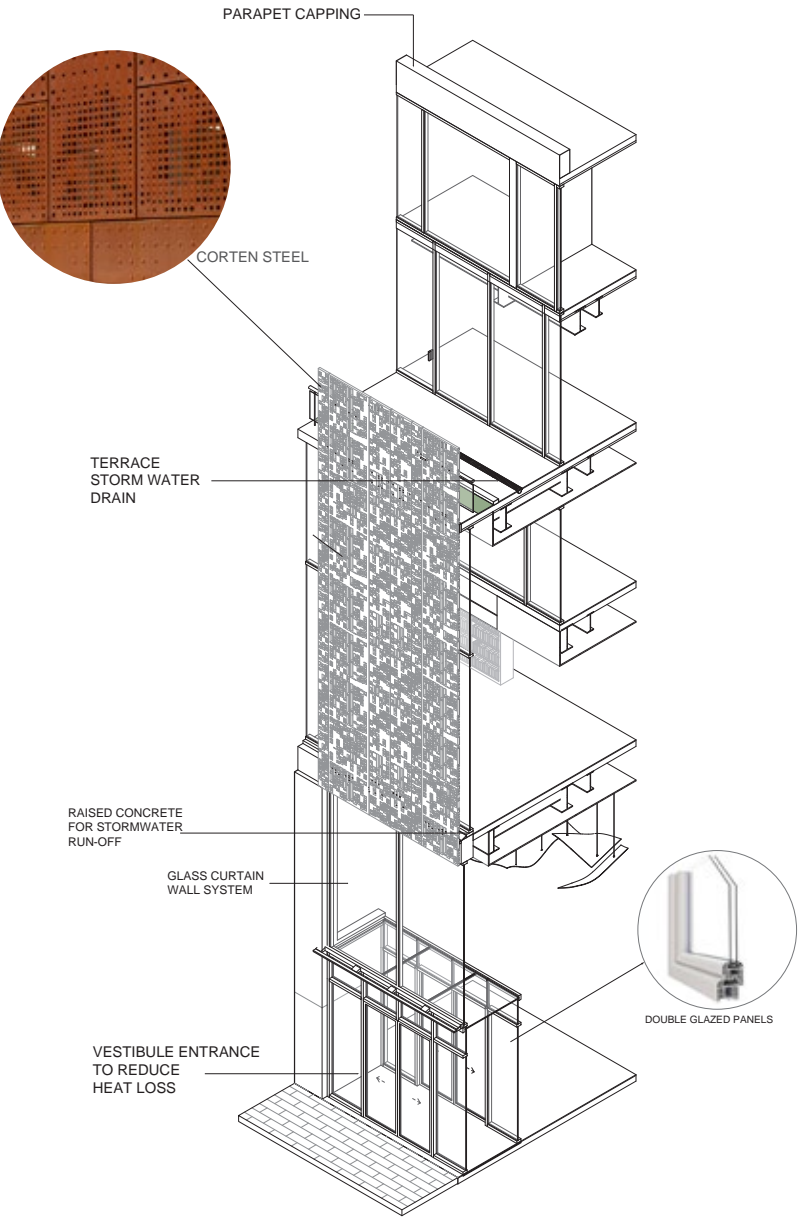 PARAPET CAPPING
CORTEN STEEL
TERRACE
STORM WATER
DRAIN
RAISED CONCRETE
FOR STORMWATER
RUN-OFF
GLASS CURTAIN
WALL SYSTEM
DOUBLE GLAZED PANELS
VESTIBULE ENTRANCE
TO REDUCE
HEAT LOSS